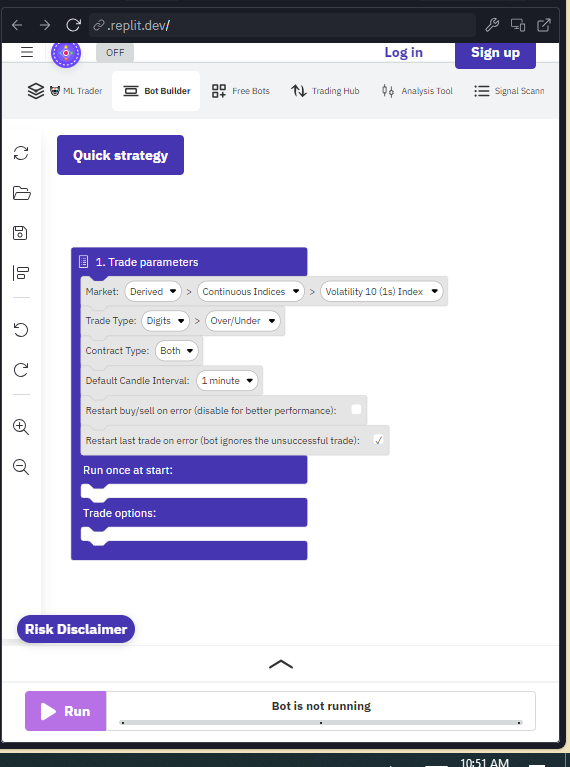 .replit.dev/
OFF
Log in
Sign up
ML Trader
Bot Builder
Free Bots
Trading Hub
Analysis Tool
Signal Scann
Quick strategy
1. Trade parameters
Market: Derived > Continuous Indices > Volatility 10 (1s) Index
Trade Type: Digits > Over/Under
Contract Type: Both
Default Candle Interval: 1 minute
Restart buy/sell on error (disable for better performance):
Restart last trade on error (bot ignores the unsuccessful trade): ✓
Run once at start:
Trade options:
Risk Disclaimer
Run
Bot is not running
10:51 AM